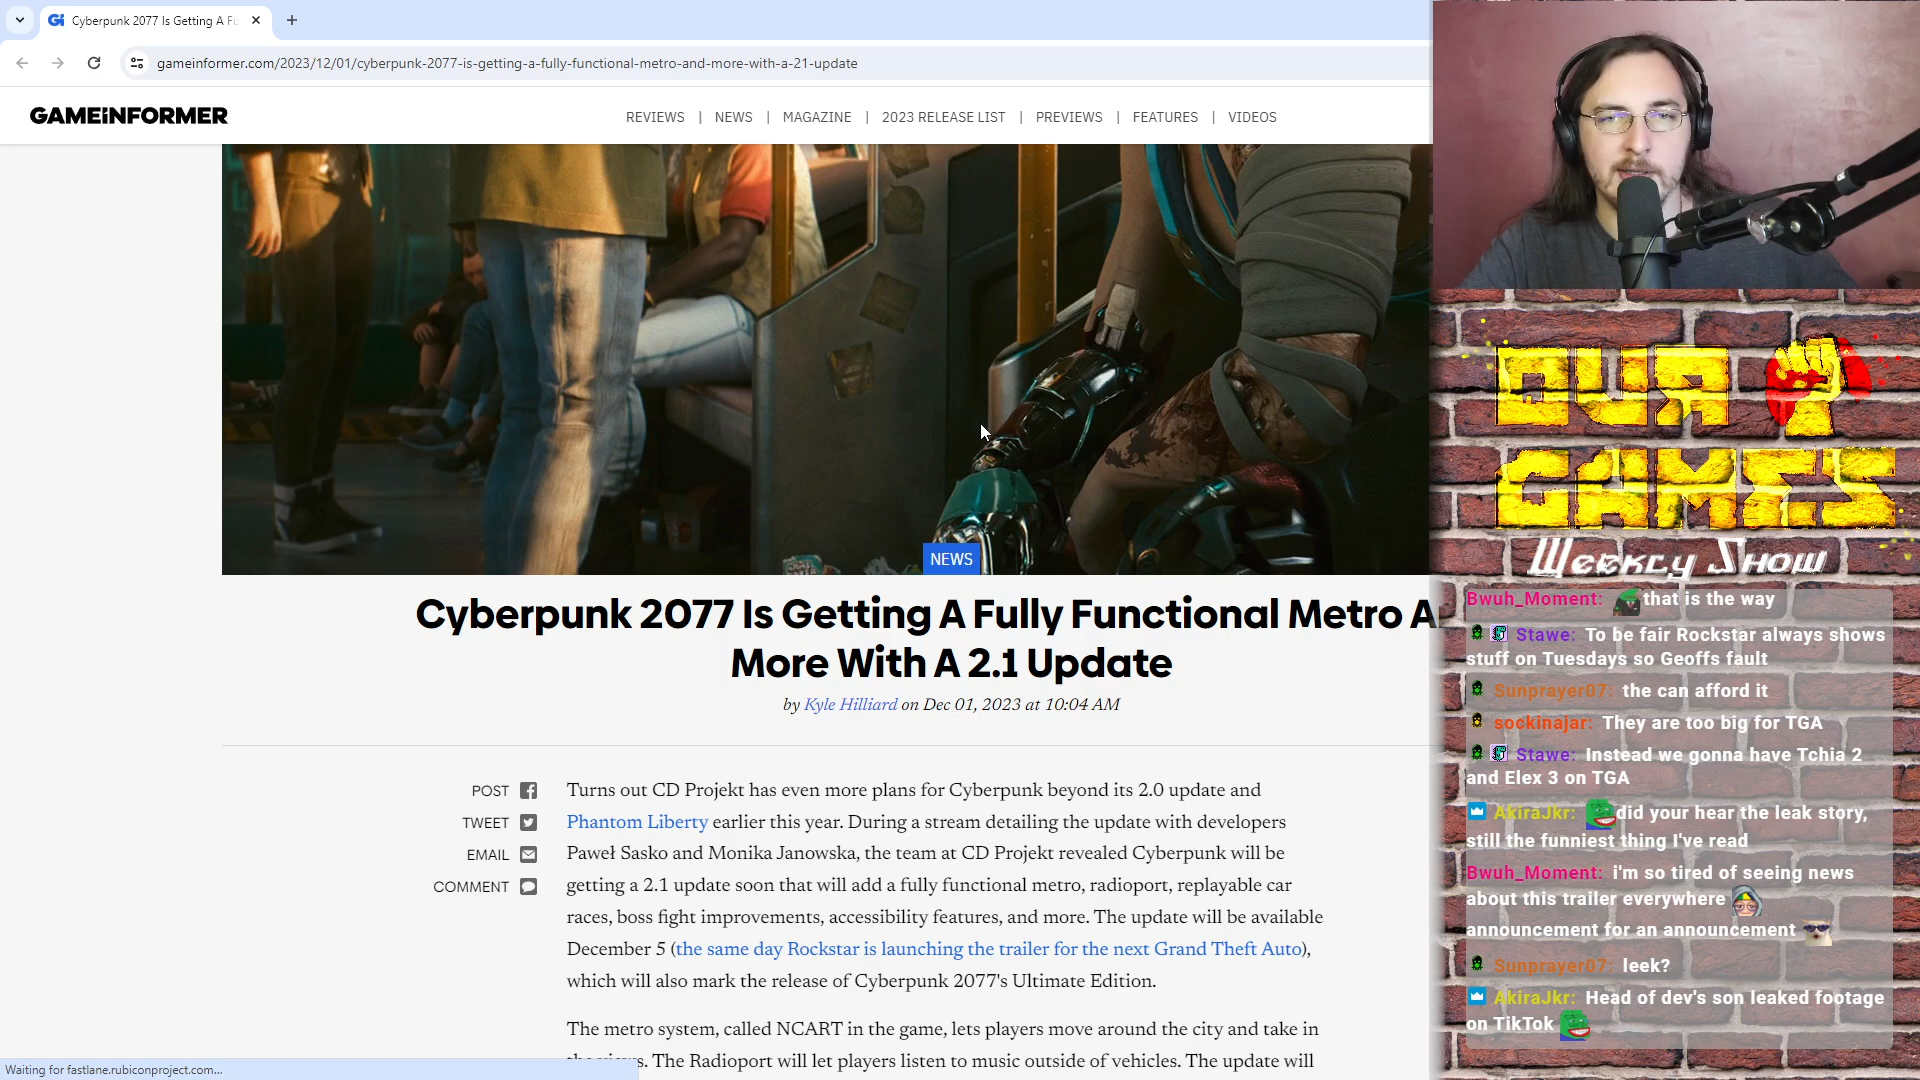 Cyberpunk 2077 Is Getting A Fu
gameinformer.com/2023/12/01/cyberpunk-2077-is-getting-a-fully-functional-metro-and-more-with-a-21-update
GAMEINFORMER
REVIEWS | NEWS | MAGAZINE | 2023 RELEASE LIST | PREVIEWS | FEATURES | VIDEOS
NEWS
Cyberpunk 2077 Is Getting A Fully Functional Metro A
More With A 2.1 Update
by Kyle Hilliard on Dec 01, 2023 at 10:04 AM
POST
TWEET
EMAIL
COMMENT
Turns out CD Projekt has even more plans for Cyberpunk beyond its 2.0 update and
Phantom Liberty earlier this year. During a stream detailing the update with developers
Paweł Sasko and Monika Janowska, the team at CD Projekt revealed Cyberpunk will be
getting a 2.1 update soon that will add a fully functional metro, radioport, replayable car
races, boss fight improvements, accessibility features, and more. The update will be available
December 5 (the same day Rockstar is launching the trailer for the next Grand Theft Auto),
which will also mark the release of Cyberpunk 2077's Ultimate Edition.
The metro system, called NCART in the game, lets players move around the city and take in
the views. The Radioport will let players listen to music outside of vehicles. The update will
Waiting for fastlane.rubiconproject.com...
OUR
GAMES
Weekly Show
Bwuh_Moment: that is the way
Stawe: To be fair Rockstar always shows
stuff on Tuesdays so Geoffs fault
Sunprayer07: the can afford it
sockinajar: They are too big for TGA
Stawe: Instead we gonna have Tchia 2
and Elex 3 on TGA
AkiraJkr: did your hear the leak story,
still the funniest thing I've read
Bwuh_Moment: i'm so tired of seeing news
about this trailer everywhere
announcement for an announcement
Sunprayer07: leek?
AkiraJkr: Head of dev's son leaked footage
on TikTok